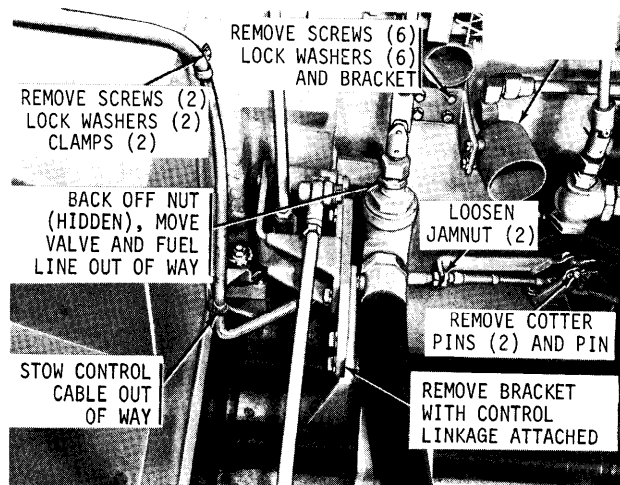 REMOVE SCREWS (6)
LOCK WASHERS (6)
AND BRACKET
REMOVE SCREWS (2)
LOCK WASHERS (2)
CLAMPS (2)
BACK OFF NUT
(HIDDEN), MOVE
VALVE AND FUEL
LINE OUT OF WAY
LOOSEN
JAMNUT (2)
REMOVE COTTER
PINS (2) AND PIN
STOW CONTROL
CABLE OUT
OF WAY
REMOVE BRACKET
WITH CONTROL
LINKAGE ATTACHED